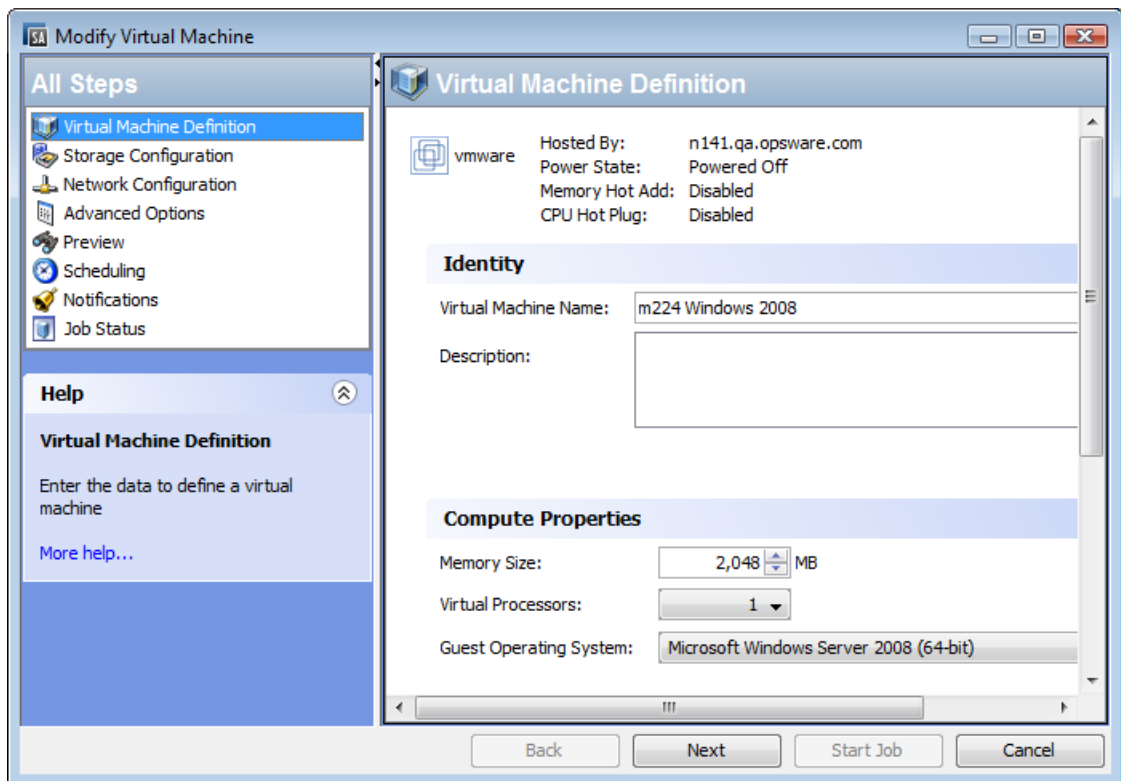 SA Modify Virtual Machine
All Steps
Virtual Machine Definition
Storage Configuration
Network Configuration
Advanced Options
Preview
Scheduling
Notifications
Job Status
Help
Virtual Machine Definition
Enter the data to define a virtual
machine
More help...
Virtual Machine Definition
vmware
Hosted By: n141.qa.opsware.com
Power State: Powered Off
Memory Hot Add: Disabled
CPU Hot Plug: Disabled
Identity
Virtual Machine Name: m224 Windows 2008
Description:
Compute Properties
Memory Size: 2,048 MB
Virtual Processors: 1
Guest Operating System: Microsoft Windows Server 2008 (64-bit)
Back Next Start Job Cancel